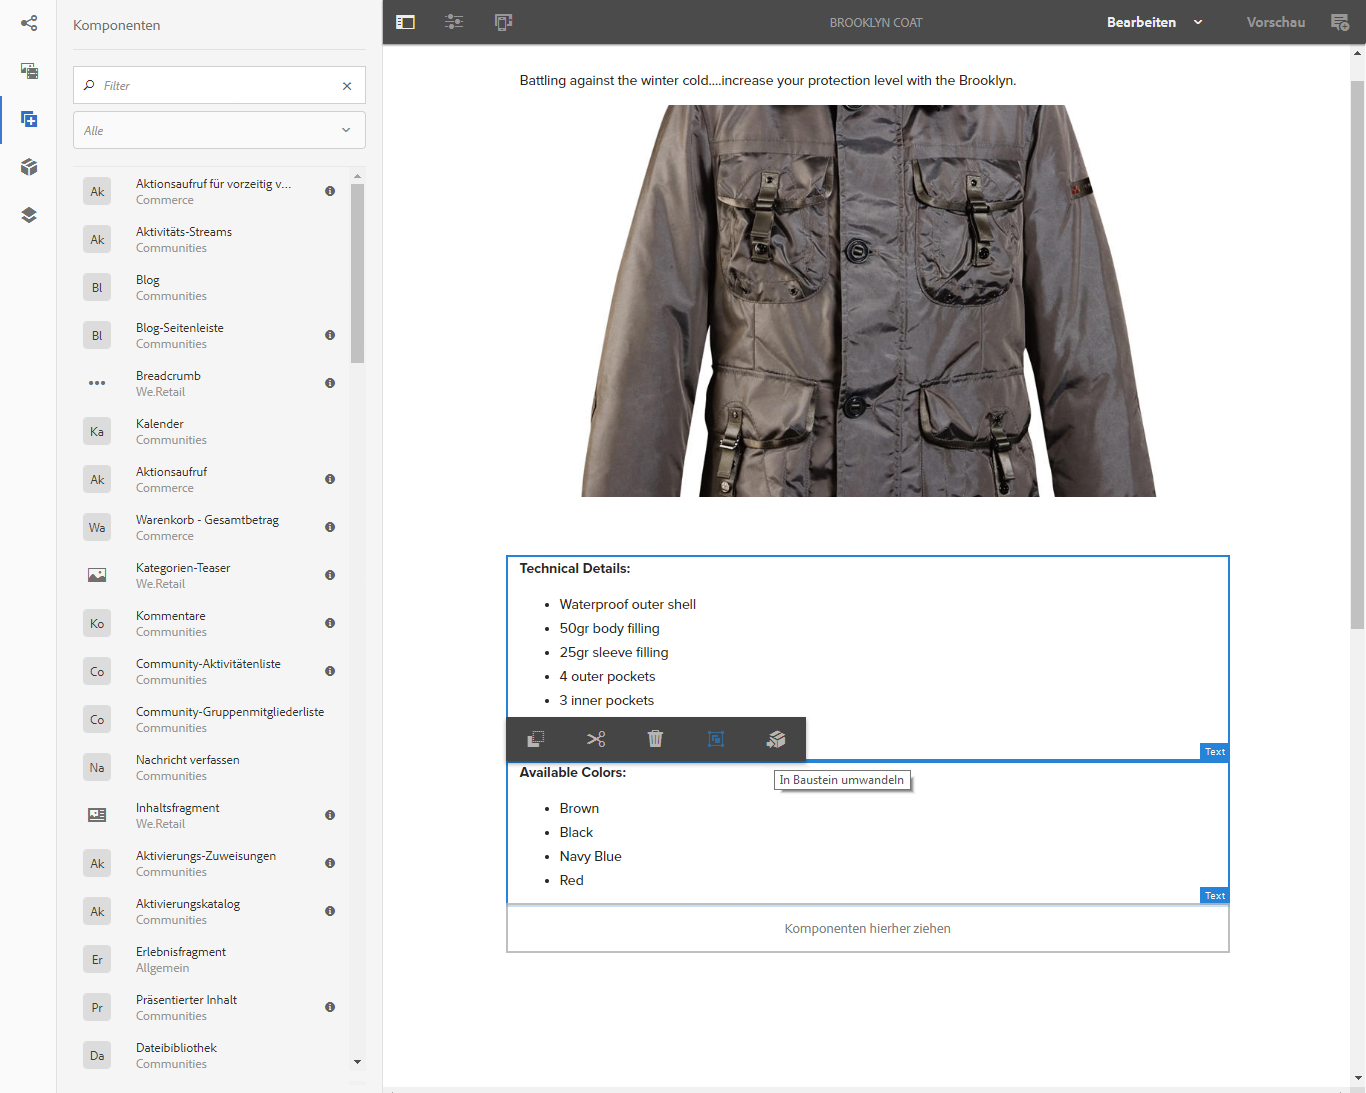 Komponenten
BROOKLYN COAT
Bearbeiten
Vorschau
Filter
Alle
Ak
Aktionsaufruf für vorzeitig v...
Commerce
Ak
Aktivitäts-Streams
Communities
Bl
Blog
Communities
Bl
Blog-Seitenleiste
Communities
Breadcrumb
We.Retail
Ka
Kalender
Communities
Ak
Aktionsaufruf
Commerce
Wa
Warenkorb - Gesamtbetrag
Commerce
Kategorien-Teaser
We.Retail
Ko
Kommentare
Communities
Co
Community-Aktivitätenliste
Communities
Co
Community-Gruppenmitgliederliste
Communities
Na
Nachricht verfassen
Communities
Inhaltsfragment
We.Retail
Ak
Aktivierungs-Zuweisungen
Communities
Ak
Aktivierungskatalog
Communities
Er
Erlebnisfragment
Allgemein
Pr
Präsentierter Inhalt
Communities
Da
Dateibibliothek
Communities
Battling against the winter cold....increase your protection level with the Brooklyn.
Technical Details:
• Waterproof outer shell
• 50gr body filling
• 25gr sleeve filling
• 4 outer pockets
• 3 inner pockets
Text
In Baustein umwandeln
Available Colors:
• Brown
• Black
• Navy Blue
• Red
Text
Komponenten hierher ziehen